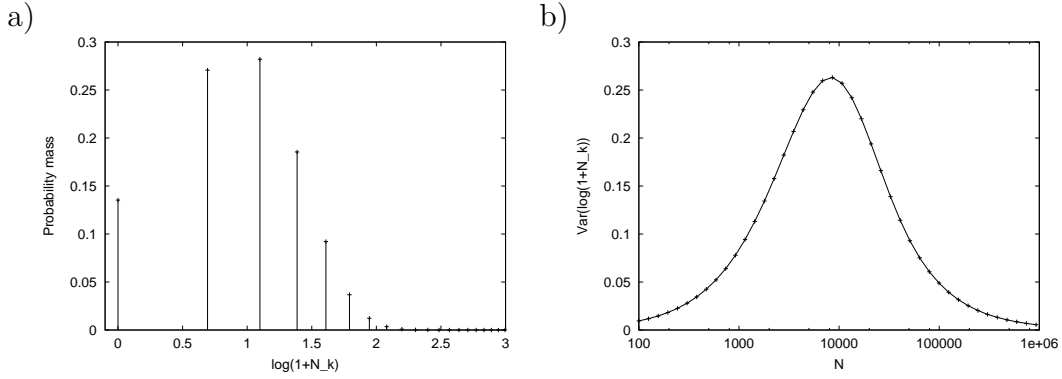 a)
0.3
0.25
0.2
0.15
0.1
0.05
0
Probability mass
0 0.5 1 1.5 2 2.5 3
log(1+N_k)
b)
0.3
0.25
0.2
0.15
0.1
0.05
0
Var(log(1+N_k))
100 1000 10000 100000 1e+06
N